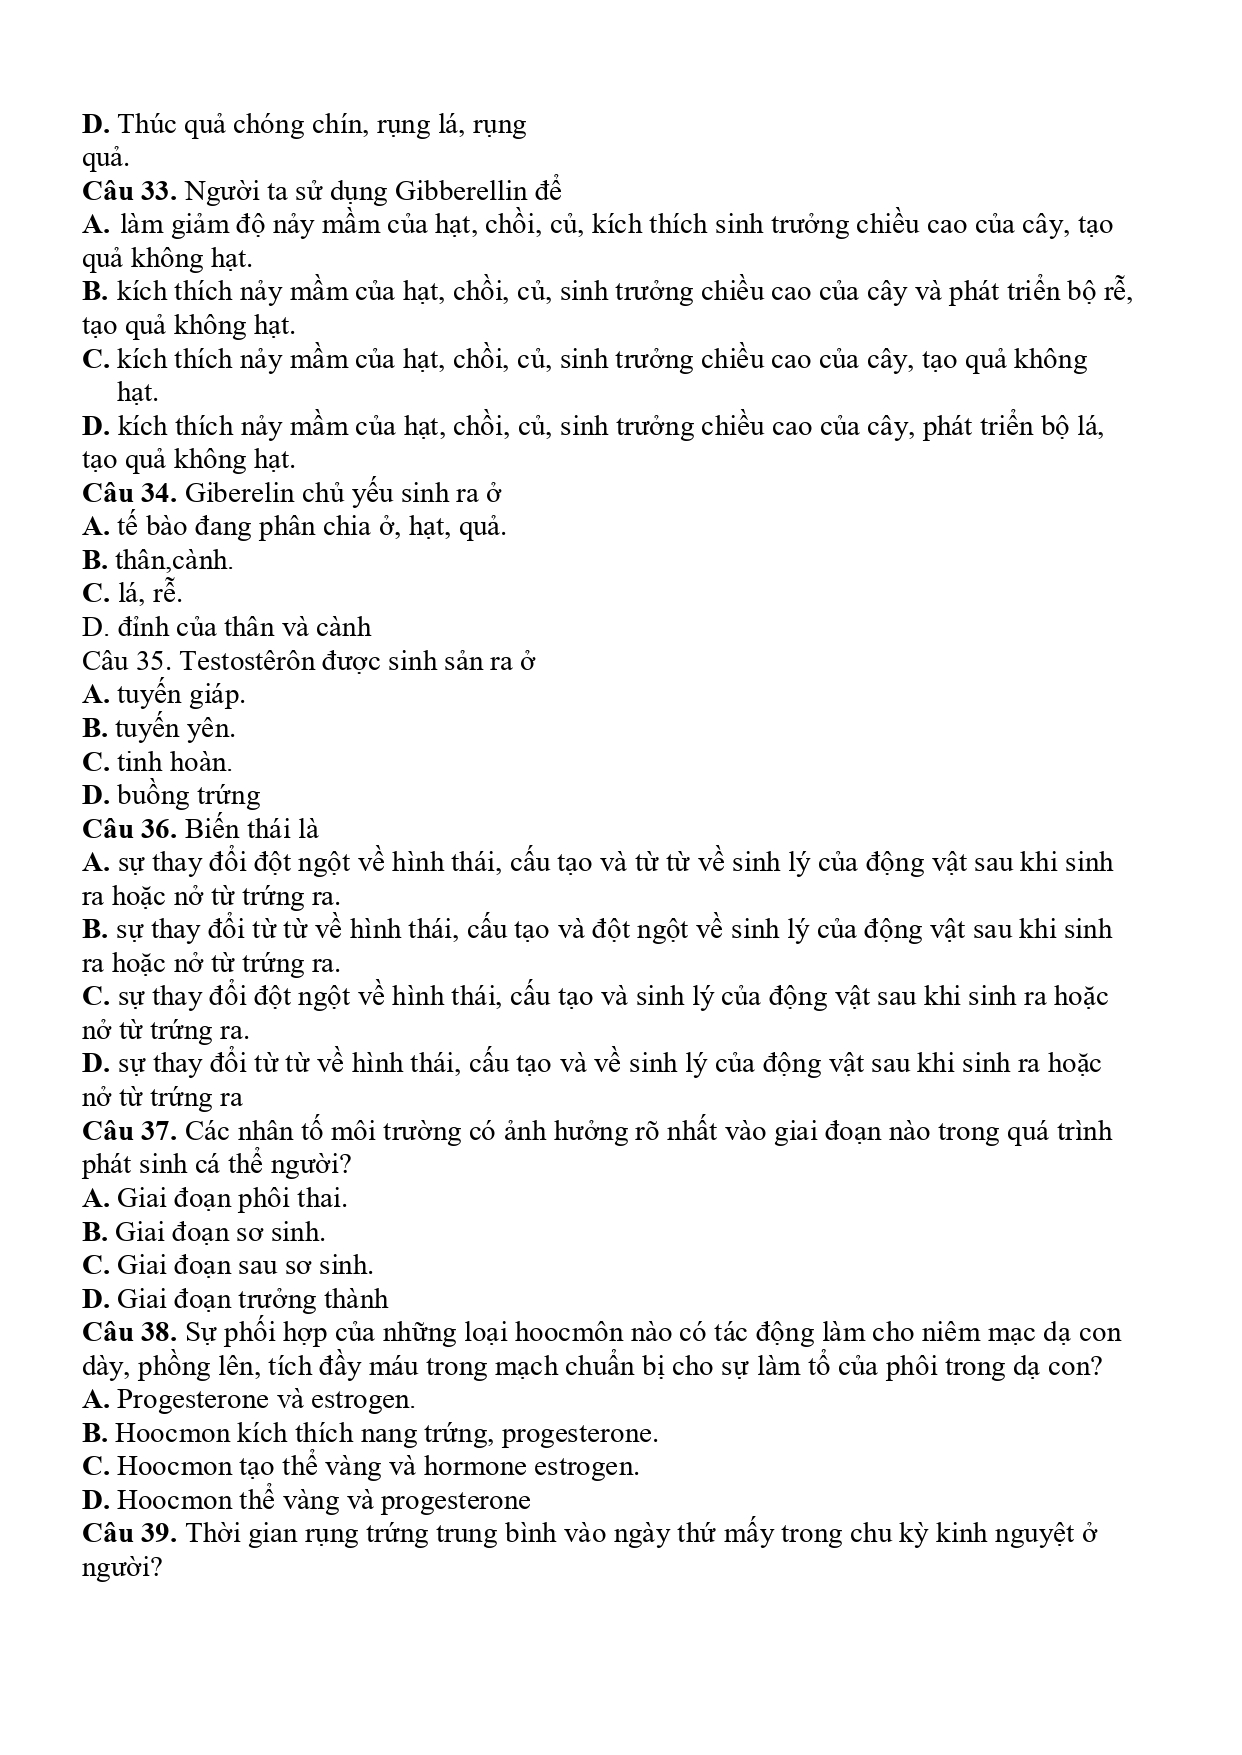 D. Thúc quả chóng chín, rụng lá, rụng
quả.
Câu 33. Người ta sử dụng Gibberellin để
A. làm giảm độ nảy mầm của hạt, chồi, củ, kích thích sinh trưởng chiều cao của cây, tạo
quả không hạt.
B. kích thích nảy mầm của hạt, chồi, củ, sinh trưởng chiều cao của cây và phát triển bộ rễ,
tạo quả không hạt.
C. kích thích nảy mầm của hạt, chồi, củ, sinh trưởng chiều cao của cây, tạo quả không
hạt.
D. kích thích nảy mầm của hạt, chồi, củ, sinh trưởng chiều cao của cây, phát triển bộ lá,
tạo quả không hạt.
Câu 34. Giberelin chủ yếu sinh ra ở
A. tế bào đang phân chia ở, hạt, quả.
B. thân,cành.
C. lá, rễ.
D. đỉnh của thân và cành
Câu 35. Testostêrôn được sinh sản ra ở
A. tuyến giáp.
B. tuyến yên.
C. tinh hoàn.
D. buồng trứng
Câu 36. Biến thái là
A. sự thay đổi đột ngột về hình thái, cấu tạo và từ từ về sinh lý của động vật sau khi sinh
ra hoặc nở từ trứng ra.
B. sự thay đổi từ từ về hình thái, cấu tạo và đột ngột về sinh lý của động vật sau khi sinh
ra hoặc nở từ trứng ra.
C. sự thay đổi đột ngột về hình thái, cấu tạo và sinh lý của động vật sau khi sinh ra hoặc
nở từ trứng ra.
D. sự thay đổi từ từ về hình thái, cấu tạo và về sinh lý của động vật sau khi sinh ra hoặc
nở từ trứng ra
Câu 37. Các nhân tố môi trường có ảnh hưởng rõ nhất vào giai đoạn nào trong quá trình
phát sinh cá thể người?
A. Giai đoạn phôi thai.
B. Giai đoạn sơ sinh.
C. Giai đoạn sau sơ sinh.
D. Giai đoạn trưởng thành
Câu 38. Sự phối hợp của những loại hoocmôn nào có tác động làm cho niêm mạc dạ con
dày, phồng lên, tích đầy máu trong mạch chuẩn bị cho sự làm tổ của phôi trong dạ con?
A. Progesterone và estrogen.
B. Hoocmon kích thích nang trứng, progesterone.
C. Hoocmon tạo thể vàng và hormone estrogen.
D. Hoocmon thể vàng và progesterone
Câu 39. Thời gian rụng trứng trung bình vào ngày thứ mấy trong chu kỳ kinh nguyệt ở
người?